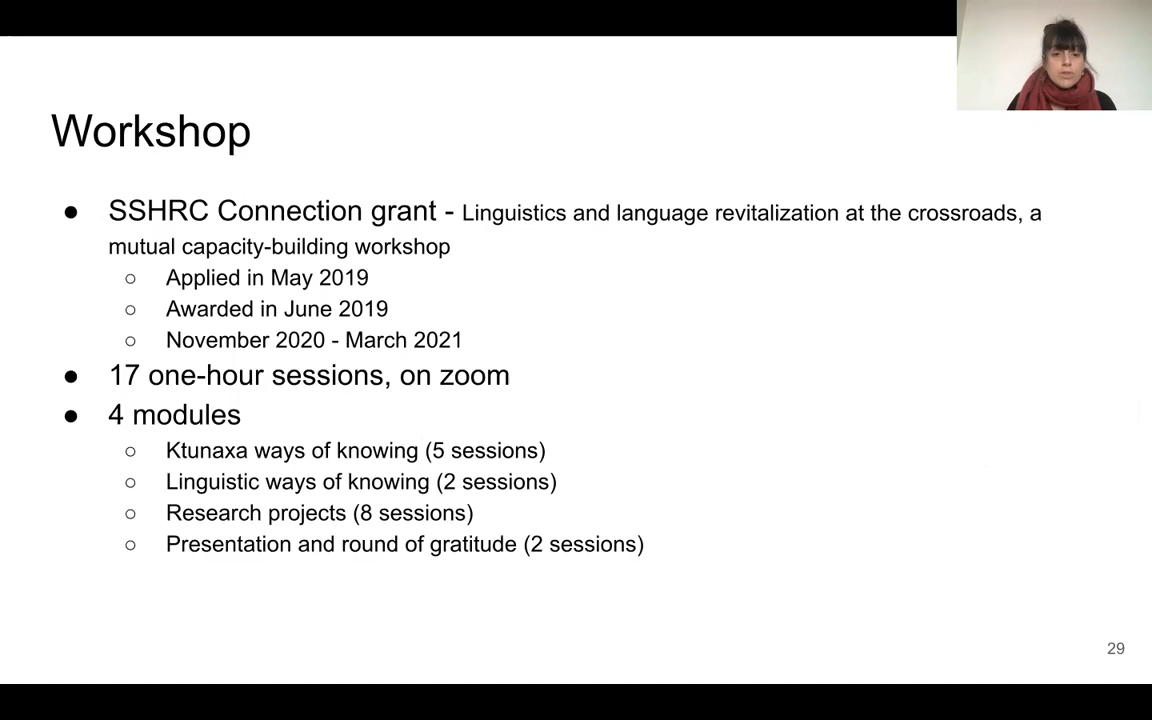 Workshop
● SSHRC Connection grant - Linguistics and language revitalization at the crossroads, a
mutual capacity-building workshop
○ Applied in May 2019
○ Awarded in June 2019
○ November 2020 - March 2021
● 17 one-hour sessions, on zoom
● 4 modules
○ Ktunaxa ways of knowing (5 sessions)
○ Linguistic ways of knowing (2 sessions)
○ Research projects (8 sessions)
○ Presentation and round of gratitude (2 sessions)
29